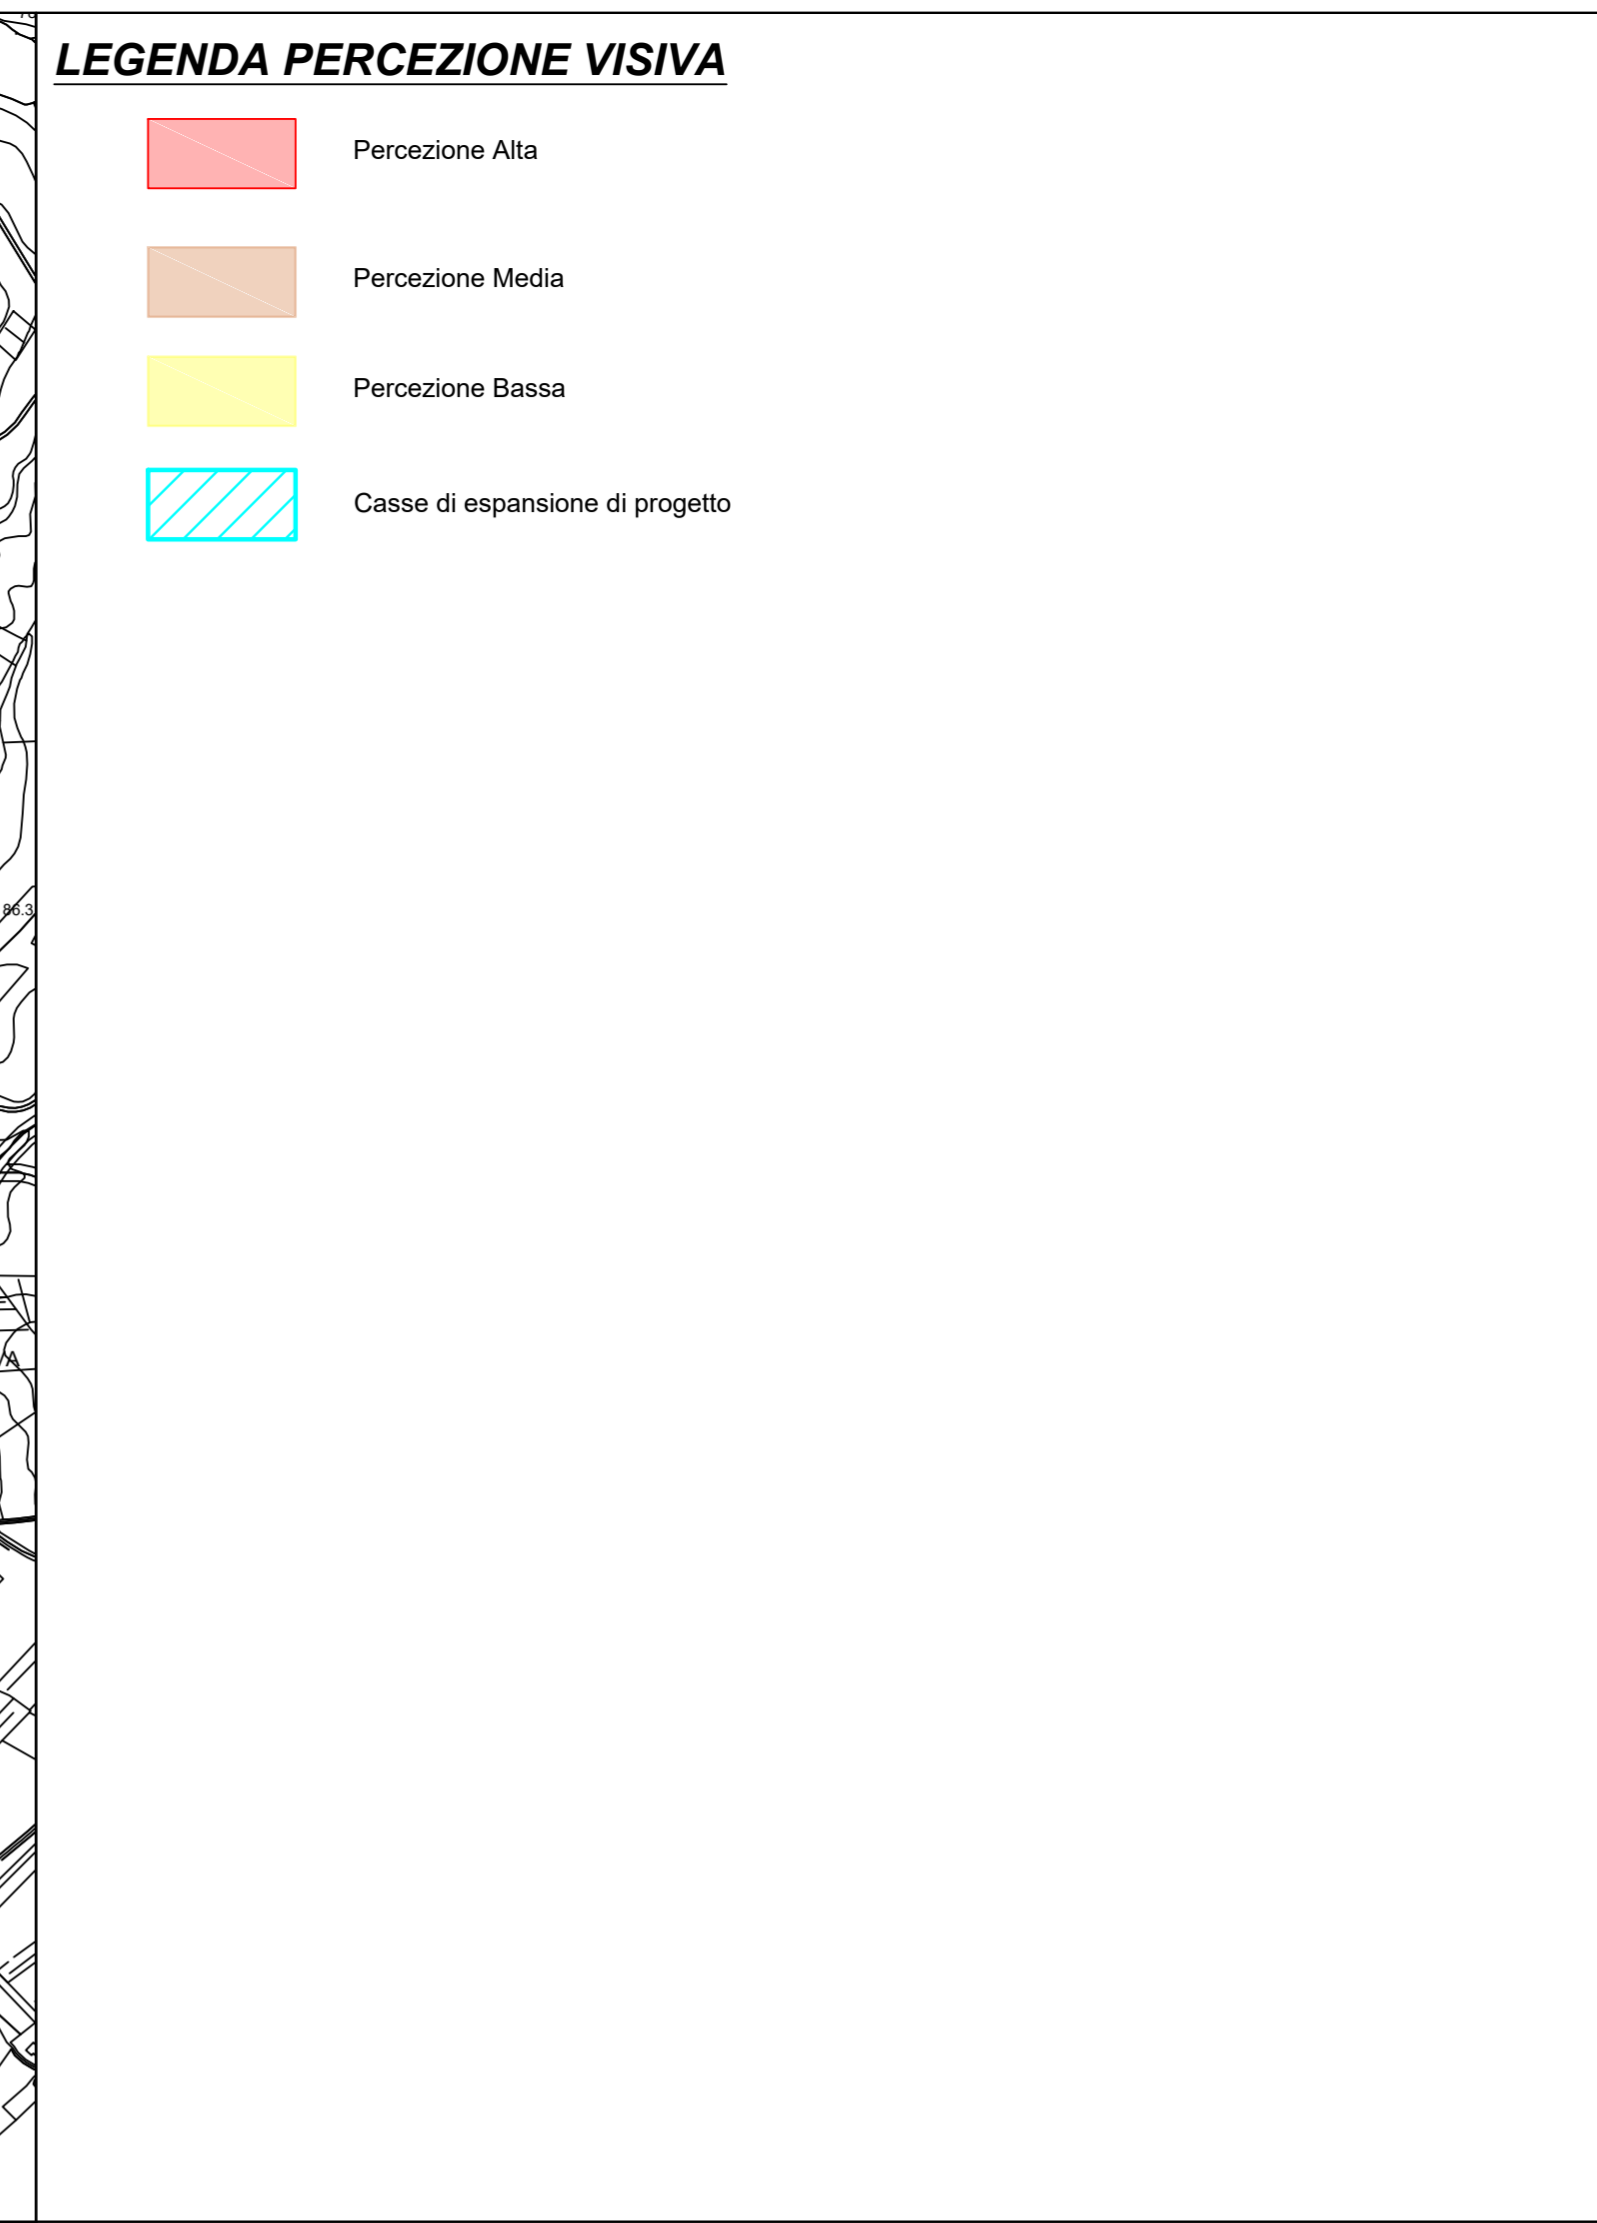 LEGENDA PERCEZIONE VISIVA
Percezione Alta
Percezione Media
Percezione Bassa
Casse di espansione di progetto
86.3
A